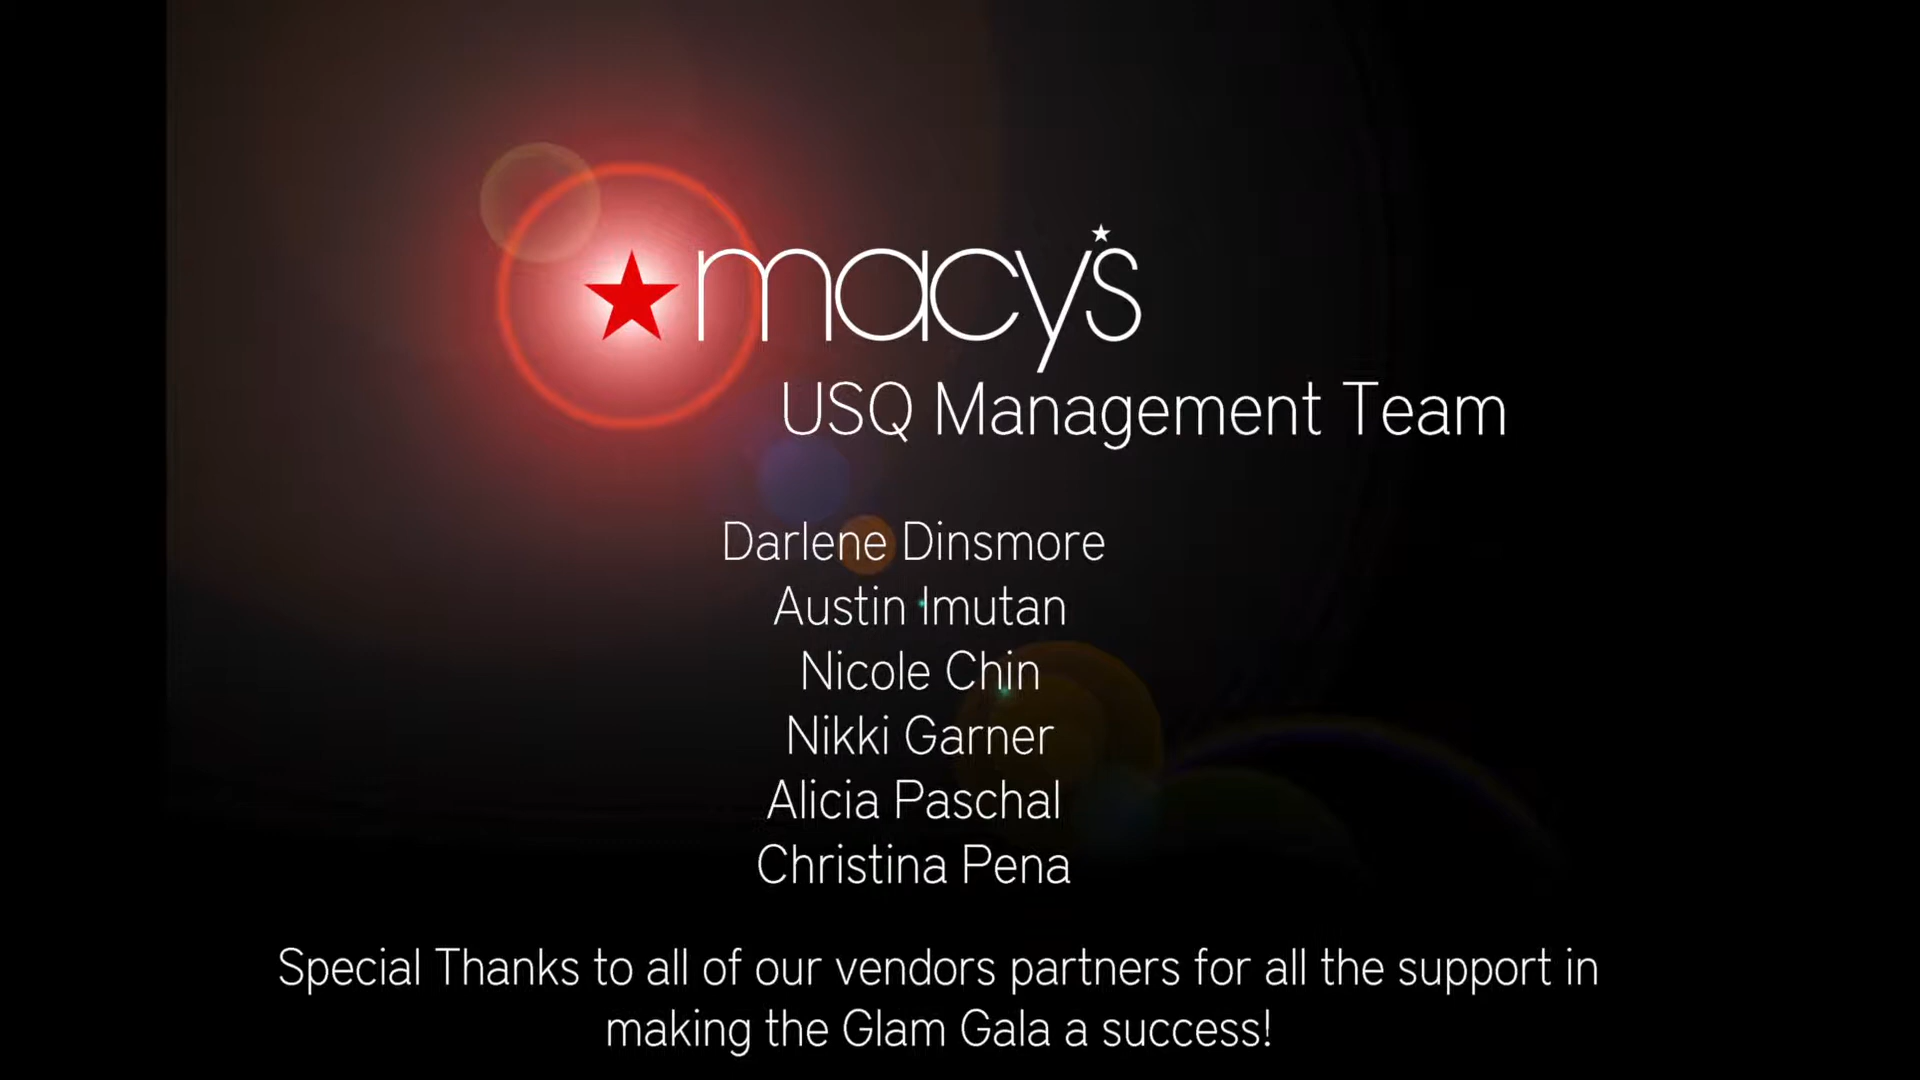 macy's
USQ Management Team
Darlene Dinsmore
Austin Imutan
Nicole Chin
Nikki Garner
Alicia Paschal
Christina Pena
Special Thanks to all of our vendors partners for all the support in
making the Glam Gala a success!